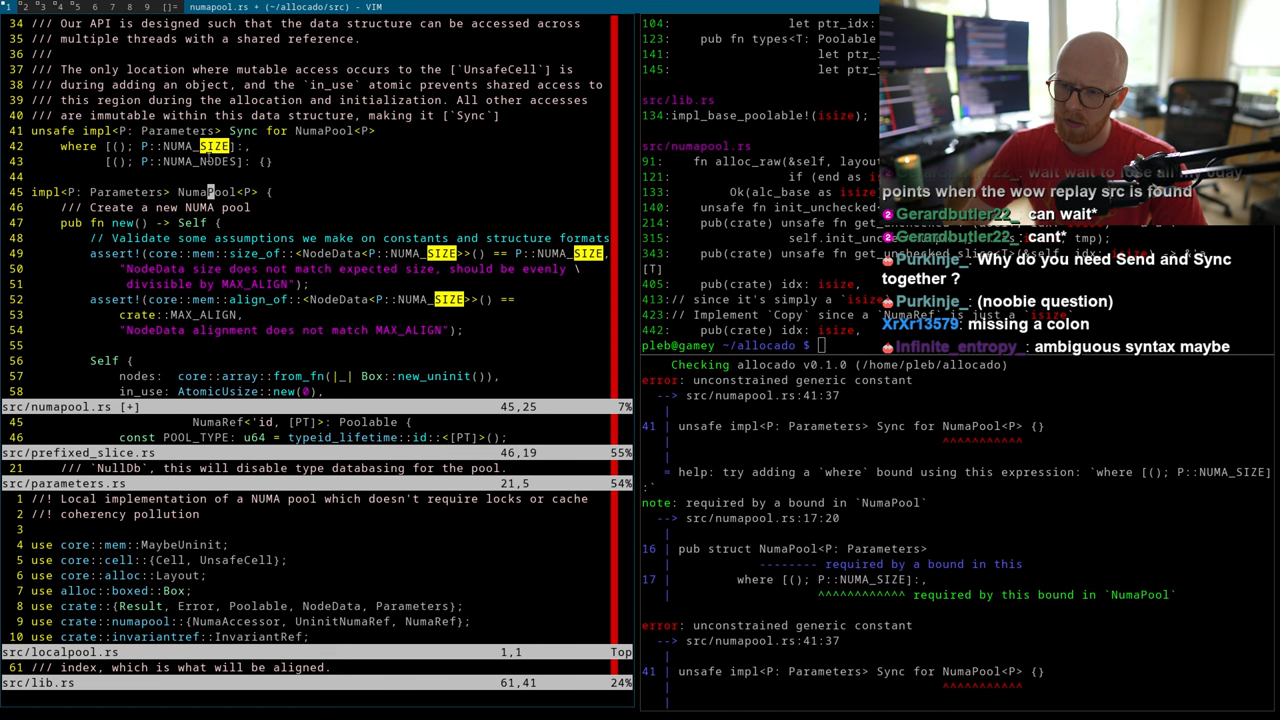 1 2 3 4 5 6 7 8 9 []= numapool.rs + (~/allocado/src) - VIM
34 /// Our API is designed such that the data structure can be accessed across
35 /// multiple threads with a shared reference.
36 ///
37 /// The only location where mutable access occurs to the [`UnsafeCell`] is
38 /// during adding an object, and the `in_use` atomic prevents shared access to
39 /// this region during the allocation and initialization. All other accesses
40 /// are immutable within this data structure, making it [`Sync`]
41 unsafe impl<P: Parameters> Sync for NumaPool<P>
42 where [(); P::NUMA_SIZE]:,
43 [(); P::NUMA_NODES]: {}
44
45 impl<P: Parameters> NumaPool<P> {
46 /// Create a new NUMA pool
47 pub fn new() -> Self {
48 // Validate some assumptions we make on constants and structure formats
49 assert!(core::mem::size_of::<NodeData<P::NUMA_SIZE>>() == P::NUMA_SIZE,
50 "NodeData size does not match expected size, should be evenly \
51 divisible by MAX_ALIGN");
52 assert!(core::mem::align_of::<NodeData<P::NUMA_SIZE>>() ==
53 crate::MAX_ALIGN,
54 "NodeData alignment does not match MAX_ALIGN");
55
56 Self {
57 nodes: core::array::from_fn(|_| Box::new_uninit()),
58 in_use: AtomicUsize::new(0),
src/numapool.rs [+] 45,25 7%
45 NumaRef<'id, [PT]>: Poolable {
46 const POOL_TYPE: u64 = typeid_lifetime::id::<[PT]>();
src/prefixed_slice.rs 46,19 55%
21 /// `NullDb`, this will disable type databasing for the pool.
src/parameters.rs 21,5 54%
1 //! Local implementation of a NUMA pool which doesn't require locks or cache
2 //! coherency pollution
3
4 use core::mem::MaybeUninit;
5 use core::cell::{Cell, UnsafeCell};
6 use core::alloc::Layout;
7 use alloc::boxed::Box;
8 use crate::{Result, Error, Poolable, NodeData, Parameters};
9 use crate::numapool::{NumaAccessor, UninitNumaRef, NumaRef};
10 use crate::invariantref::InvariantRef;
src/localpool.rs 1,1 Top
61 /// index, which is what will be aligned.
src/lib.rs 61,41 24%
104: let ptr_idx:
123: pub fn types<T: Poolable
141: let ptr_i
145: let ptr_i
src/lib.rs
134:impl_base_poolable!(isize);
src/numapool.rs
91: fn alloc_raw(&self, layou
121: if (end as i
133: Ok(alc_base as isize
140: unsafe fn init_unchecked
214: pub(crate) unsafe fn get_un
315: self.init_unc tmp);
343: pub(crate) unsafe fn get_unc
[T]
405: pub(crate) idx: isize,
413:// since it's simply a `isize
423:// Implement `Copy` since a `NumaRef` is just a `isize
442: pub(crate) idx: isize,
pleb@gamey ~/allocado $
wait wait to lose all my oday
points when the wow replay src is found
Gerardbutler22_: can wait*
Gerardbutler22_: cant*
Purkinje_: Why do you need Send and Sync
together ?
Purkinje_: (noobie question)
XrXr13579: missing a colon
Infinite_entropy_: ambiguous syntax maybe
Checking allocado v0.1.0 (/home/pleb/allocado)
error: unconstrained generic constant
--> src/numapool.rs:41:37
|
41 | unsafe impl<P: Parameters> Sync for NumaPool<P> {}
| ^^^^^^^^^^^
|
= help: try adding a `where` bound using this expression: `where [(); P::NUMA_SIZE]
:`
note: required by a bound in `NumaPool`
--> src/numapool.rs:17:20
|
16 | pub struct NumaPool<P: Parameters>
| -------- required by a bound in this
17 | where [(); P::NUMA_SIZE]:,
| ^^^^^^^^^^^^ required by this bound in `NumaPool`
error: unconstrained generic constant
--> src/numapool.rs:41:37
|
41 | unsafe impl<P: Parameters> Sync for NumaPool<P> {}
| ^^^^^^^^^^^
|